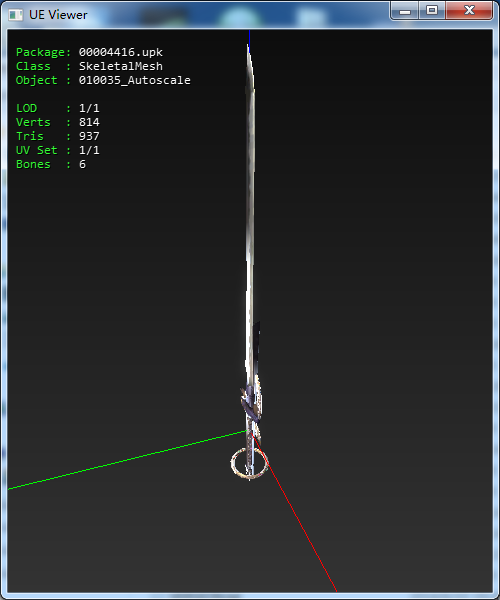 UE Viewer
Package: 00004416.upk
Class : SkeletalMesh
Object : 010035_Autoscale
LOD : 1/1
Verts : 814
Tris : 937
UV Set : 1/1
Bones : 6